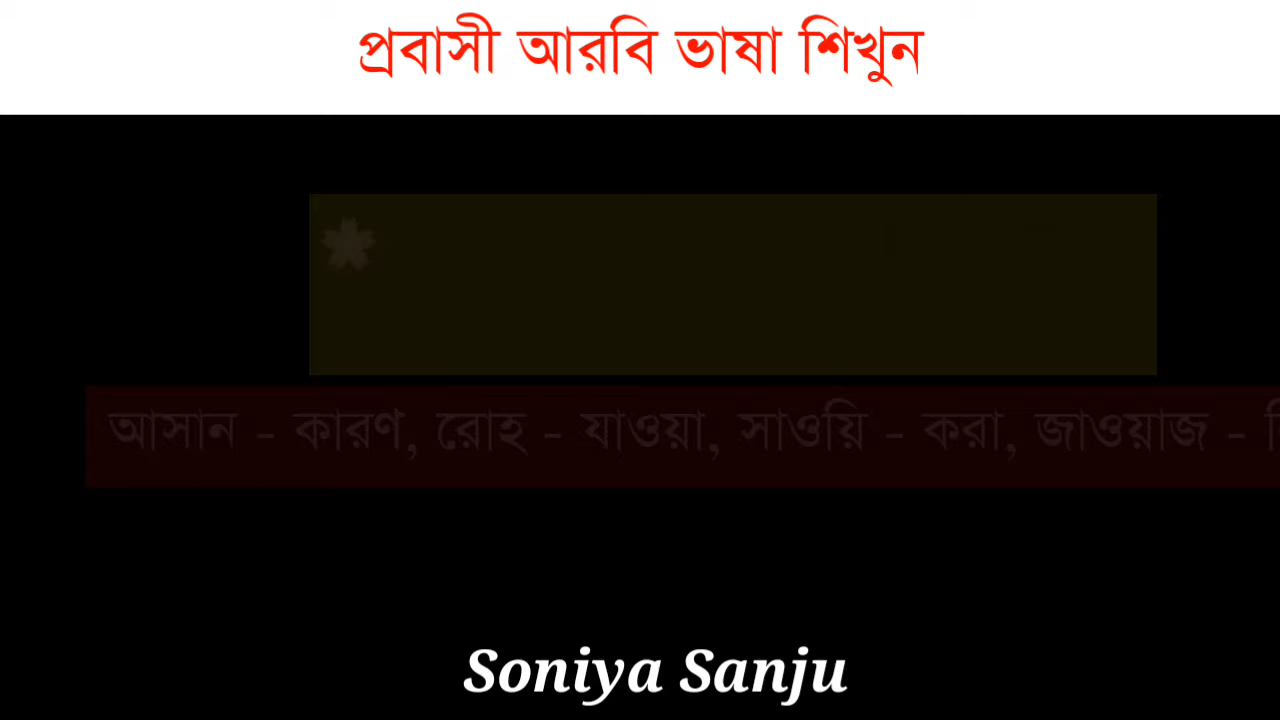 প্রবাসী আরবি ভাষা শিখুন
আসান - কারণ, রোহ - যাওয়া, সাওয়ি - করা, জাওয়াজ -
Soniya Sanju